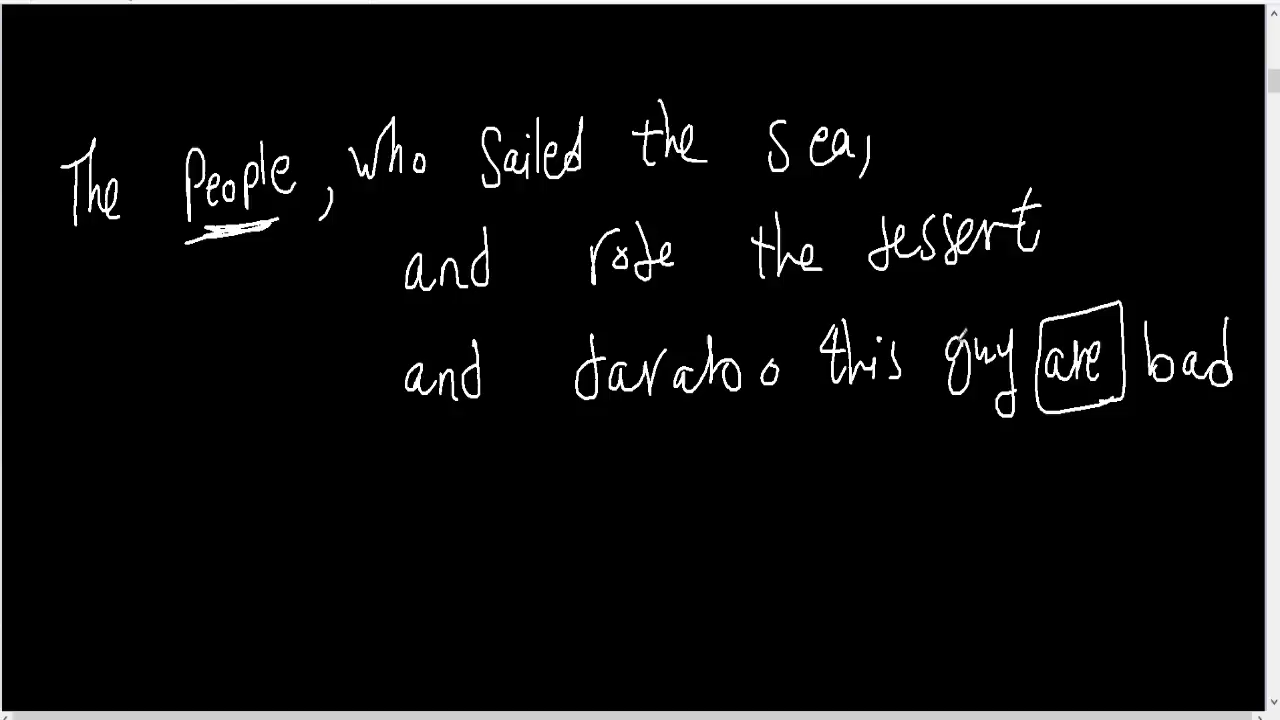 The People, who sailed the sea,
and rode the dessert
and this guy are bad